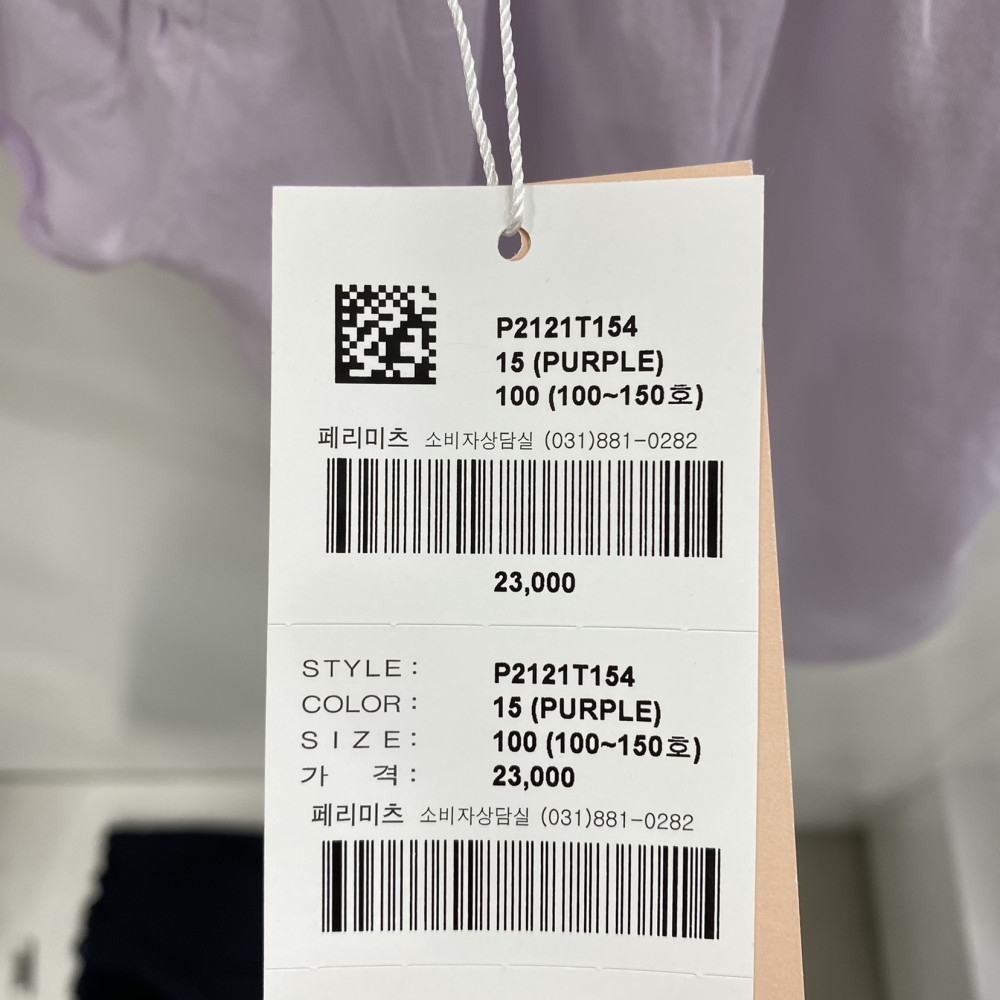 P2121T154
15 (PURPLE)
100 (100~150호)
페리미츠 소비자상담실 (031)881-0282
23,000
STYLE : P2121T154
COLOR : 15 (PURPLE)
SIZE : 100 (100~150호)
가 격 : 23,000
페리미츠 소비자상담실 (031)881-0282